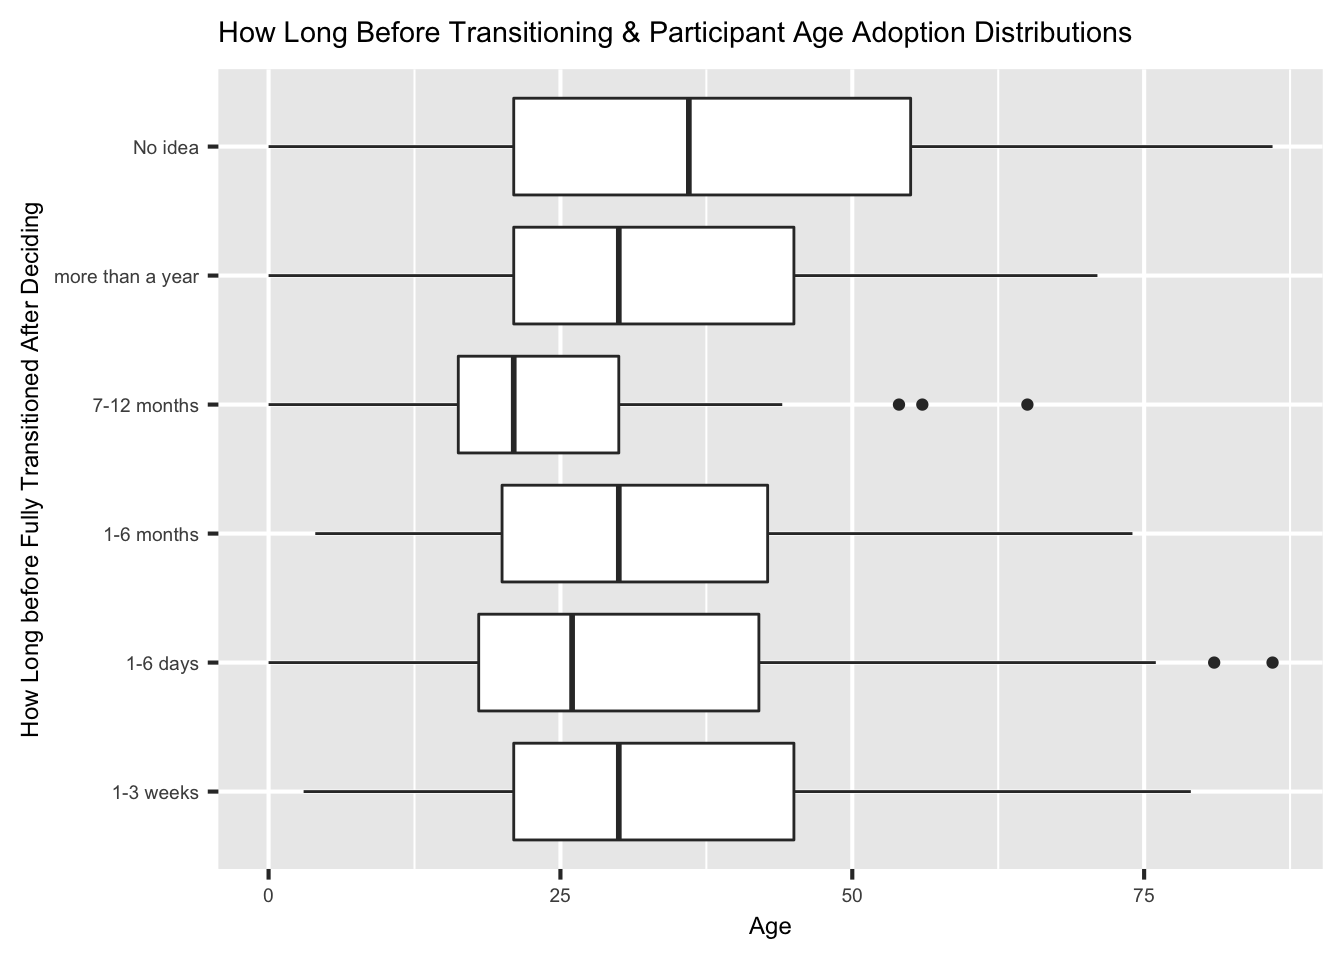 How Long Before Transitioning & Participant Age Adoption Distributions
How Long before Fully Transitioned After Deciding
No idea
more than a year
7-12 months
1-6 months
1-6 days
1-3 weeks
0 25 50 75
Age